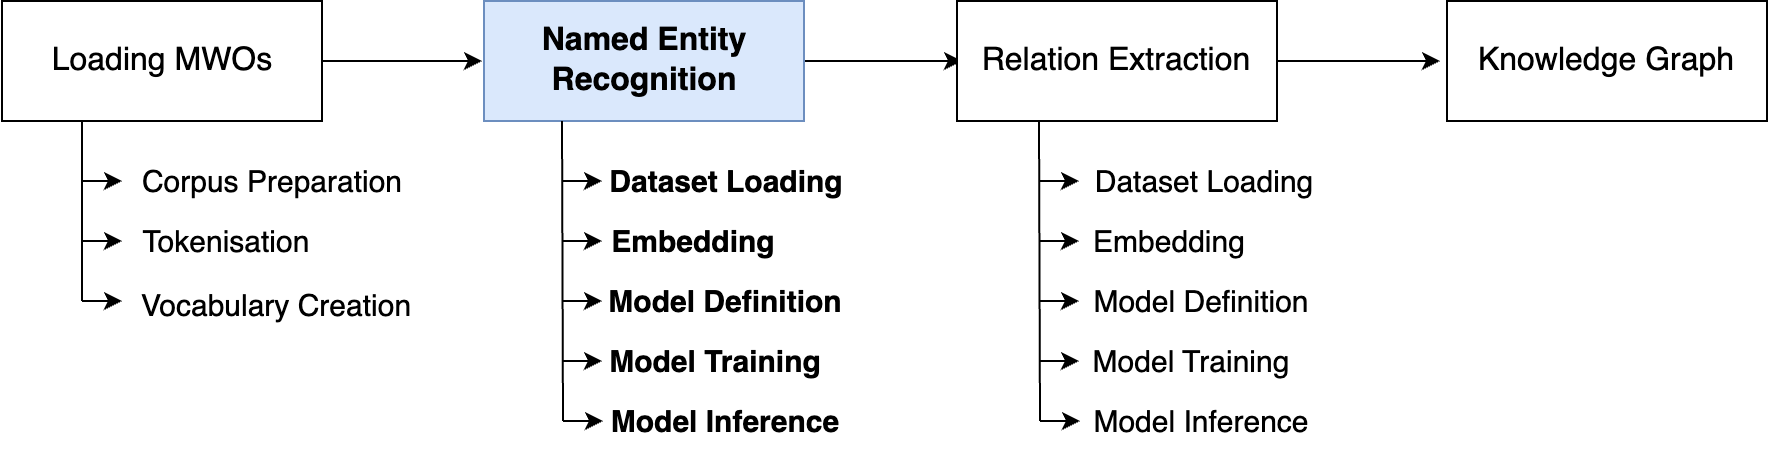 Loading MWOs
Named Entity
Recognition
Relation Extraction
Knowledge Graph
Corpus Preparation
Tokenisation
Vocabulary Creation
Dataset Loading
Embedding
Model Definition
Model Training
Model Inference
Dataset Loading
Embedding
Model Definition
Model Training
Model Inference